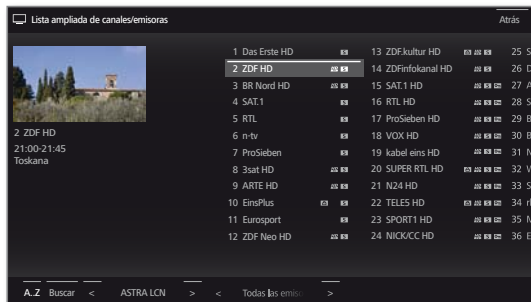 Lista ampliada de canales/emisoras
Atrás
2 ZDF HD
21:00-21:45
Toskana
1 Das Erste HD
2 ZDF HD
3 BR Nord HD
4 SAT.1
5 RTL
6 n-tv
7 ProSieben
8 3sat HD
9 ARTE HD
10 EinsPlus
11 Eurosport
12 ZDF Neo HD
13 ZDF.kultur HD
14 ZDFinfokanal HD
15 SAT.1 HD
16 RTL HD
17 ProSieben HD
18 VOX HD
19 kabel eins HD
20 SUPER RTL HD
21 N24 HD
22 TELE5 HD
23 SPORT1 HD
24 NICK/CC HD
25 S
26
27
28 S
29
30
31
32
33 S
34
35
36 E
A..Z Buscar < ASTRA LCN > < Todas las emiso >